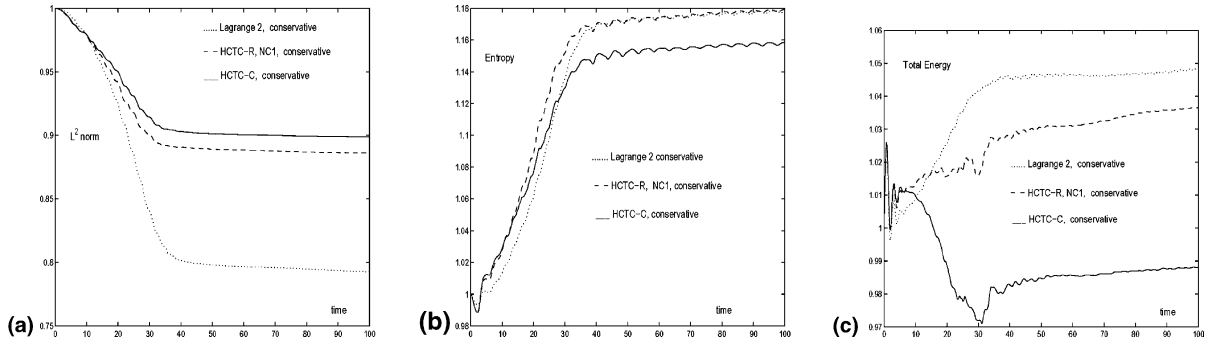 1
0.95
0.9
0.85
0.8
0.75
Lagrange 2, conservative
HCTC−R, NC1, conservative
HCTC−C, conservative
L² norm
time
0 10 20 30 40 50 60 70 80 90 100
(a)
1.18
1.16
1.14
1.12
1.1
1.08
1.06
1.04
1.02
1
0.98
Entropy
Lagrange 2 conservative
HCTC−R, NC1, conservative
HCTC−C, conservative
time
0 10 20 30 40 50 60 70 80 90 100
(b)
1.06
1.05
1.04
1.03
1.02
1.01
1
0.99
0.98
0.97
Total Energy
Lagrange 2, conservative
HCTC−R, NC1, conservative
HCTC−C, conservative
time
0 10 20 30 40 50 60 70 80 90 100
(c)